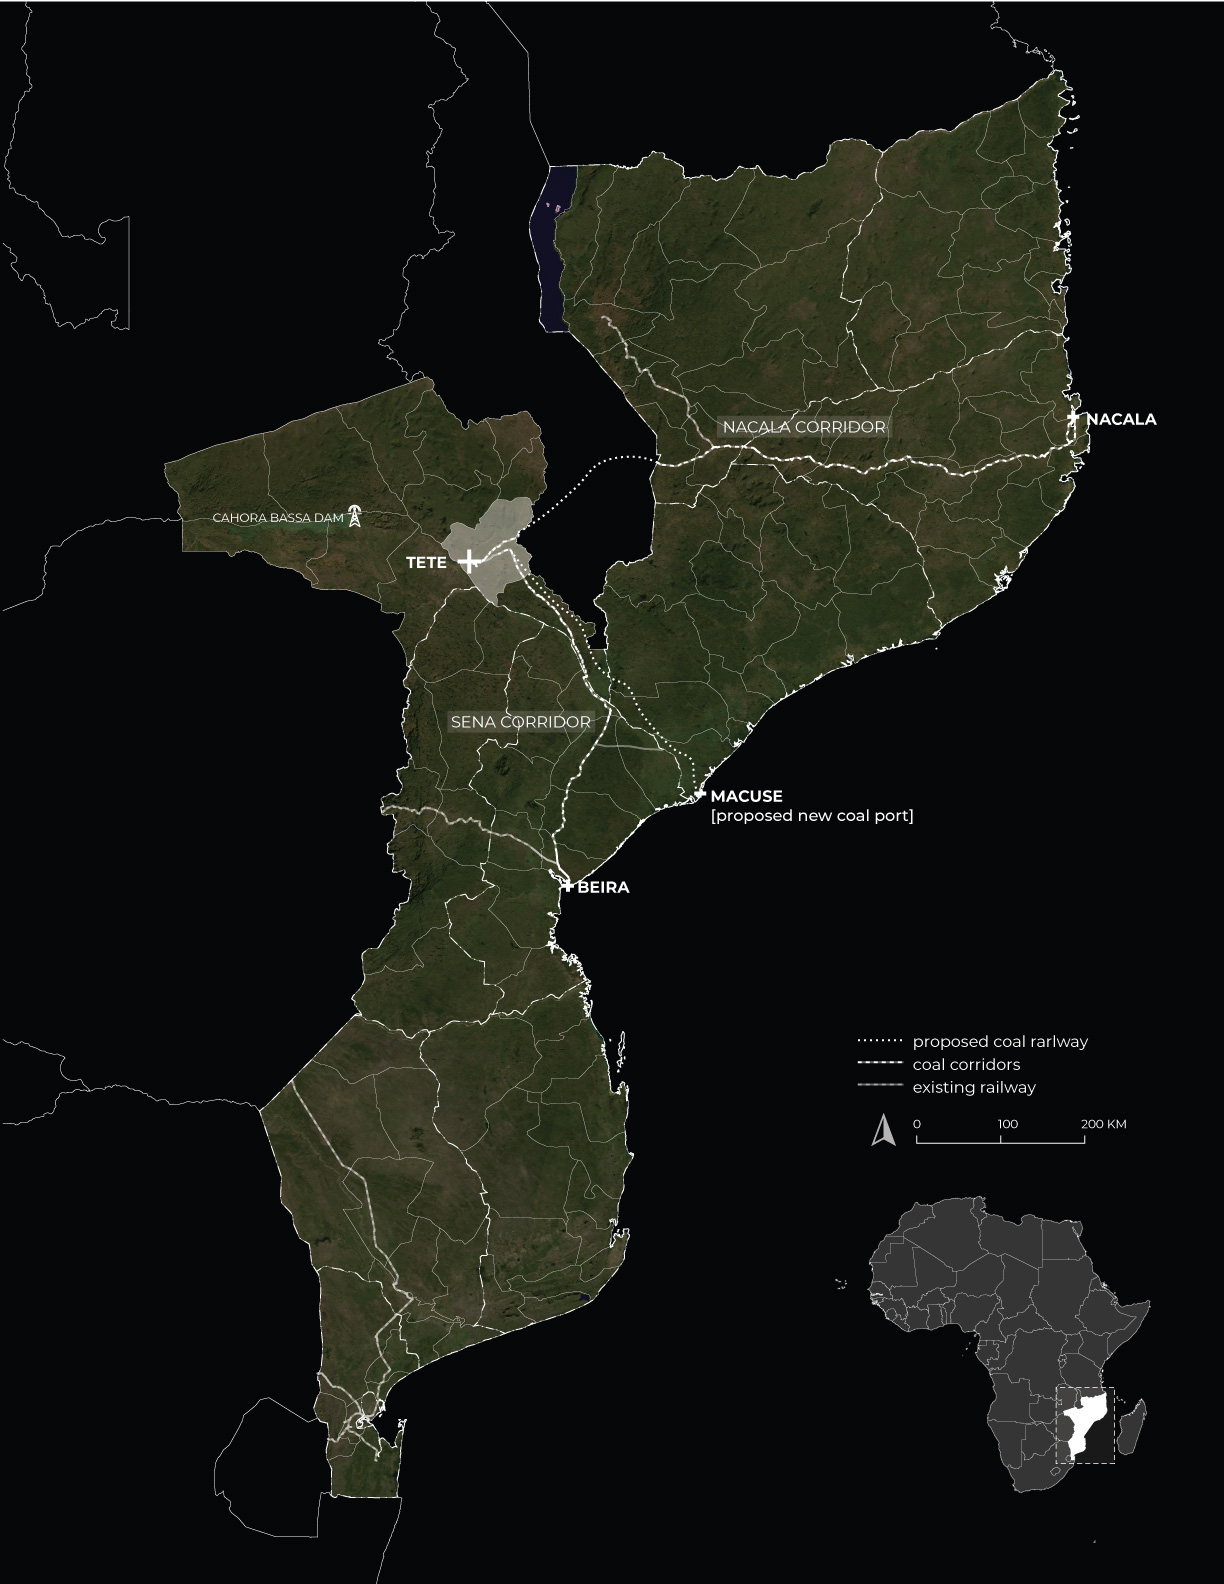 NACALA CORRIDOR
NACALA
CAHORA BASSA DAM
TETE
SENA CORRIDOR
MACUSE
[proposed new coal port]
BEIRA
proposed coal rarlway
coal corridors
existing railway
0 100 200 KM